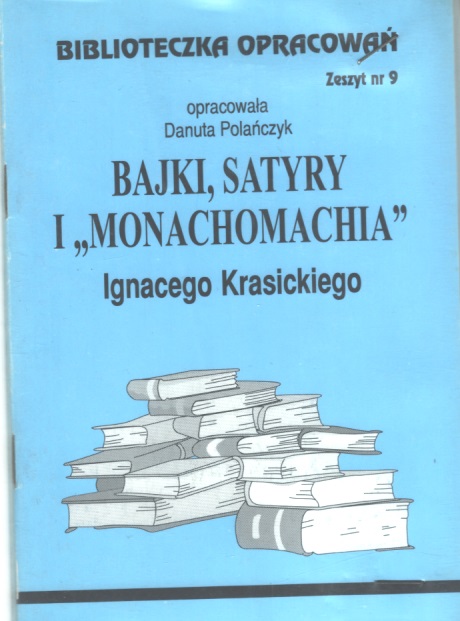 BIBLIOTECZKA OPRACOWAŃ
Zeszyt nr 9
opracowała
Danuta Polańczyk
BAJKI, SATYRY
I „MONACHOMACHIA”
Ignacego Krasickiego